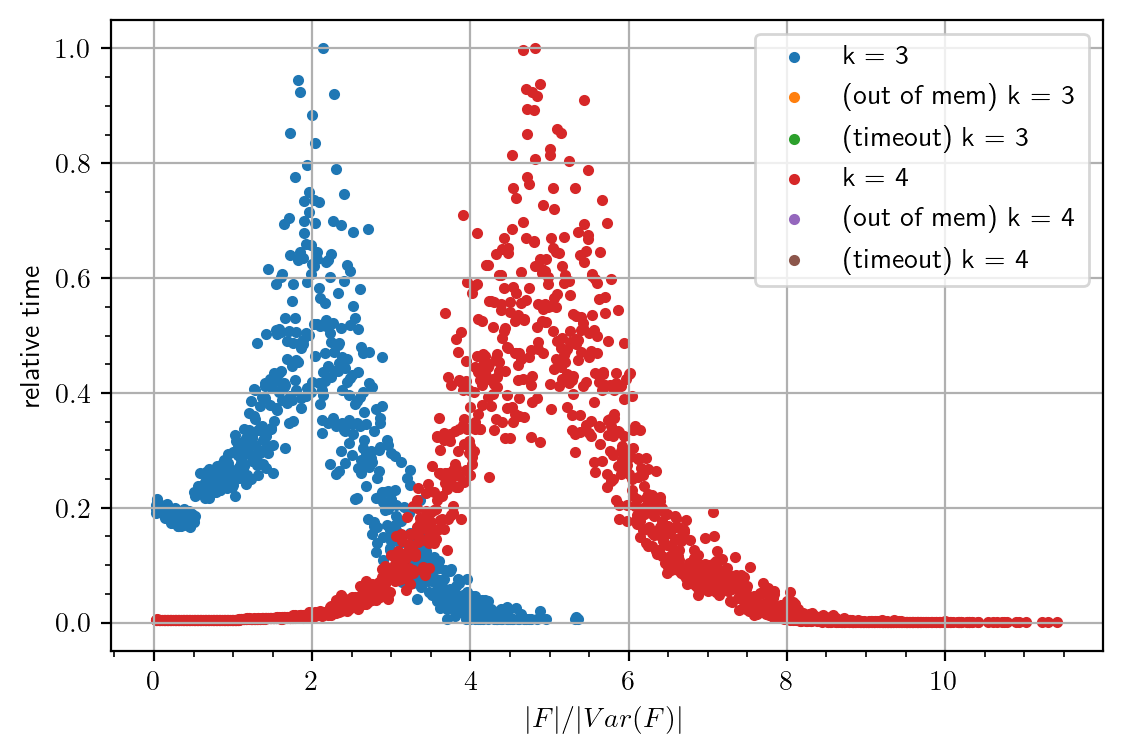 1.0
0.8
0.6
0.4
0.2
0.0
relative time
k = 3
(out of mem) k = 3
(timeout) k = 3
k = 4
(out of mem) k = 4
(timeout) k = 4
0 2 4 6 8 10
|F|/|Var(F)|